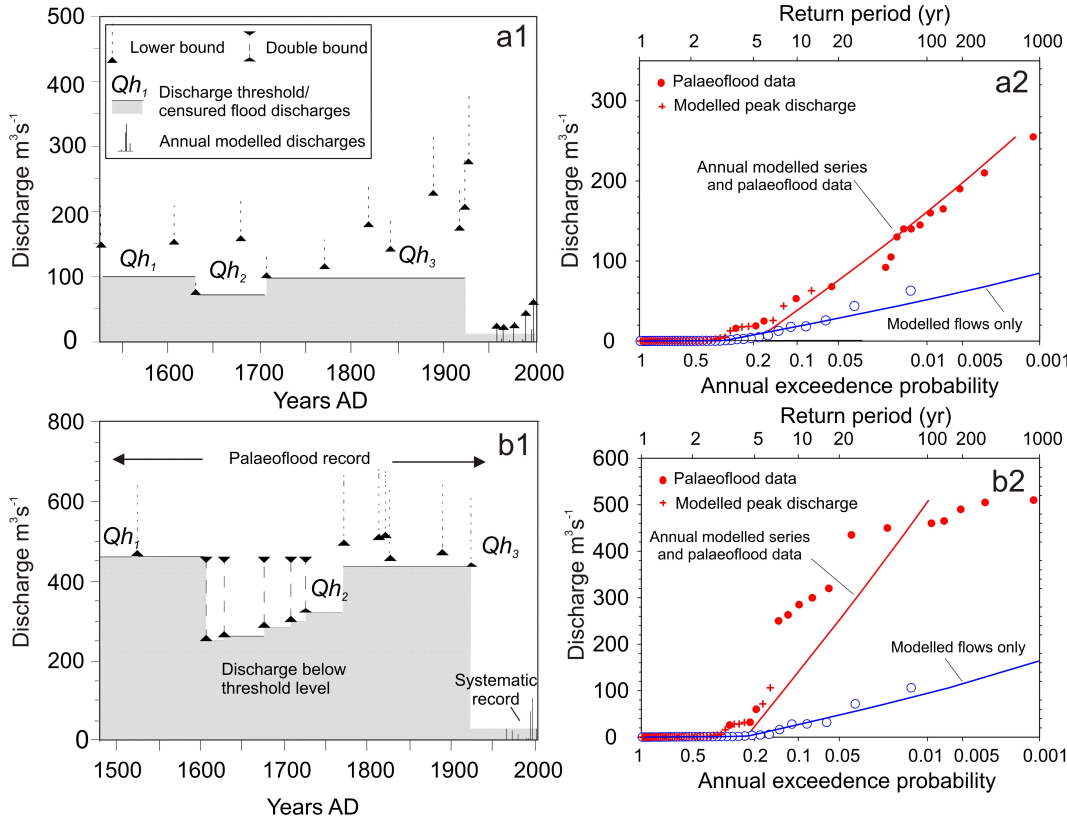 a1
Lower bound
Double bound
Qh1
Discharge threshold/
censured flood discharges
Annual modelled discharges
500
400
300
200
100
0
Discharge m³s⁻¹
Qh1
Qh2
Qh3
1600
1700
1800
1900
2000
Years AD
Return period (yr)
1 2 5 10 20 100 200 1000
a2
Palaeoflood data
Modelled peak discharge
Annual modelled series
and palaeoflood data
Modelled flows only
300
200
100
0
Discharge m³s⁻¹
0.5 0.2 0.1 0.05 0.01 0.005 0.001
Annual exceedence probability
b1
Palaeoflood record
800
600
400
200
0
Discharge m³s⁻¹
Qh1
Qh2
Qh3
Discharge below
threshold level
Systematic
record
1500 1600 1700 1800 1900 2000
Years AD
Return period (yr)
1 2 5 10 20 100 200 1000
b2
Palaeoflood data
Modelled peak discharge
Annual modelled series
and palaeoflood data
Modelled flows only
600
500
400
300
200
100
0
Discharge m³s⁻¹
0.5 0.2 0.1 0.05 0.01 0.005 0.001
Annual exceedence probability